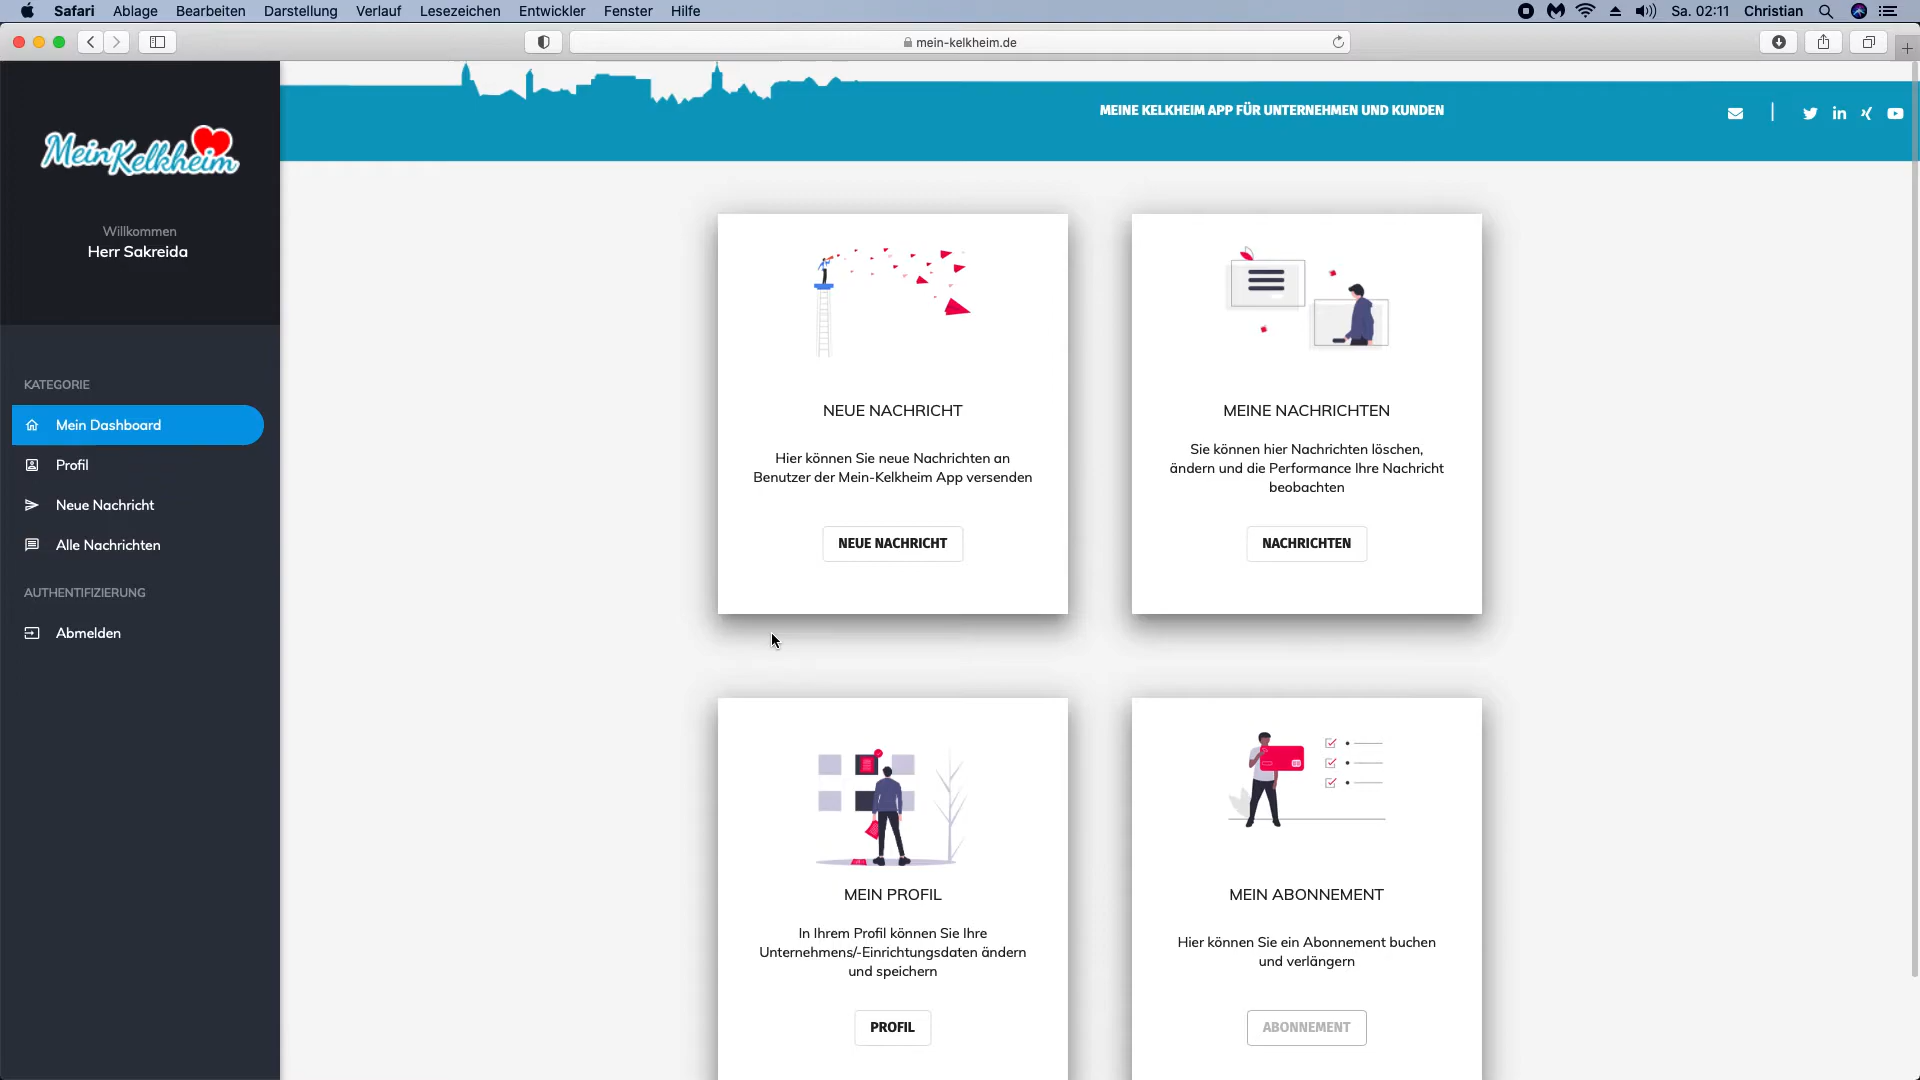 Safari Ablage Bearbeiten Darstellung Verlauf Lesezeichen Entwickler Fenster Hilfe
Sa. 02:11 Christian
mein-kelkheim.de
MEINE KELKHEIM APP FÜR UNTERNEHMEN UND KUNDEN
MeinKelkheim
Willkommen
Herr Sakreida
KATEGORIE
Mein Dashboard
Profil
Neue Nachricht
Alle Nachrichten
AUTHENTIFIZIERUNG
Abmelden
NEUE NACHRICHT
Hier können Sie neue Nachrichten an
Benutzer der Mein-Kelkheim App versenden
NEUE NACHRICHT
MEINE NACHRICHTEN
Sie können hier Nachrichten löschen,
ändern und die Performance Ihre Nachricht
beobachten
NACHRICHTEN
MEIN PROFIL
In Ihrem Profil können Sie Ihre
Unternehmens/-Einrichtungsdaten ändern
und speichern
PROFIL
MEIN ABONNEMENT
Hier können Sie ein Abonnement buchen
und verlängern
ABONNEMENT